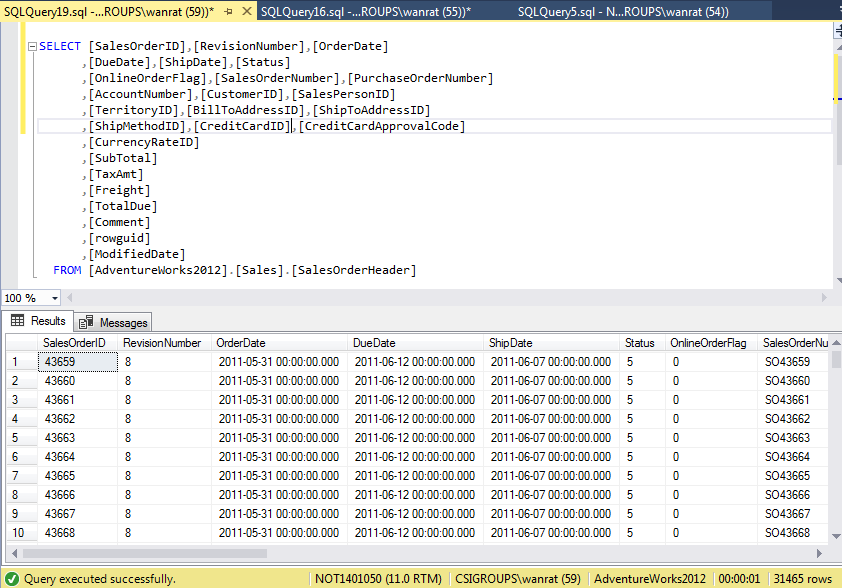 SQLQuery19.sql -...ROUPS\wanrat (59))* SQLQuery16.sql -...ROUPS\wanrat (55))* SQLQuery5.sql - N...ROUPS\wanrat (54))
SELECT [SalesOrderID],[RevisionNumber],[OrderDate]
,[DueDate],[ShipDate],[Status]
,[OnlineOrderFlag],[SalesOrderNumber],[PurchaseOrderNumber]
,[AccountNumber],[CustomerID],[SalesPersonID]
,[TerritoryID],[BillToAddressID],[ShipToAddressID]
,[ShipMethodID],[CreditCardID],[CreditCardApprovalCode]
,[CurrencyRateID]
,[SubTotal]
,[TaxAmt]
,[Freight]
,[TotalDue]
,[Comment]
,[rowguid]
,[ModifiedDate]
FROM [AdventureWorks2012].[Sales].[SalesOrderHeader]
100 %
Results Messages
SalesOrderID RevisionNumber OrderDate DueDate ShipDate Status OnlineOrderFlag SalesOrderNu
1 43659 8 2011-05-31 00:00:00.000 2011-06-12 00:00:00.000 2011-06-07 00:00:00.000 5 0 SO43659
2 43660 8 2011-05-31 00:00:00.000 2011-06-12 00:00:00.000 2011-06-07 00:00:00.000 5 0 SO43660
3 43661 8 2011-05-31 00:00:00.000 2011-06-12 00:00:00.000 2011-06-07 00:00:00.000 5 0 SO43661
4 43662 8 2011-05-31 00:00:00.000 2011-06-12 00:00:00.000 2011-06-07 00:00:00.000 5 0 SO43662
5 43663 8 2011-05-31 00:00:00.000 2011-06-12 00:00:00.000 2011-06-07 00:00:00.000 5 0 SO43663
6 43664 8 2011-05-31 00:00:00.000 2011-06-12 00:00:00.000 2011-06-07 00:00:00.000 5 0 SO43664
7 43665 8 2011-05-31 00:00:00.000 2011-06-12 00:00:00.000 2011-06-07 00:00:00.000 5 0 SO43665
8 43666 8 2011-05-31 00:00:00.000 2011-06-12 00:00:00.000 2011-06-07 00:00:00.000 5 0 SO43666
9 43667 8 2011-05-31 00:00:00.000 2011-06-12 00:00:00.000 2011-06-07 00:00:00.000 5 0 SO43667
10 43668 8 2011-05-31 00:00:00.000 2011-06-12 00:00:00.000 2011-06-07 00:00:00.000 5 0 SO43668
Query executed successfully. NOT1401050 (11.0 RTM) CSIGROUPS\wanrat (59) AdventureWorks2012 00:00:01 31465 rows